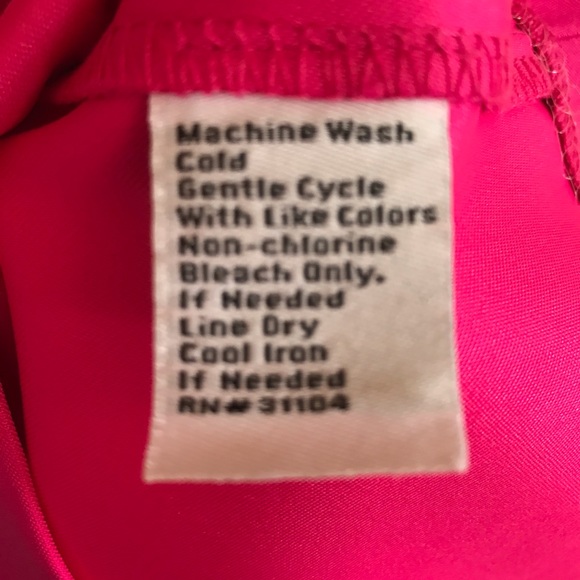 Machine Wash
Cold
Gentle Cycle
With Like Colors
Non-chlorine
Bleach Only.
If Needed
Line Dry
Cool Iron
If Needed
RN# 31104